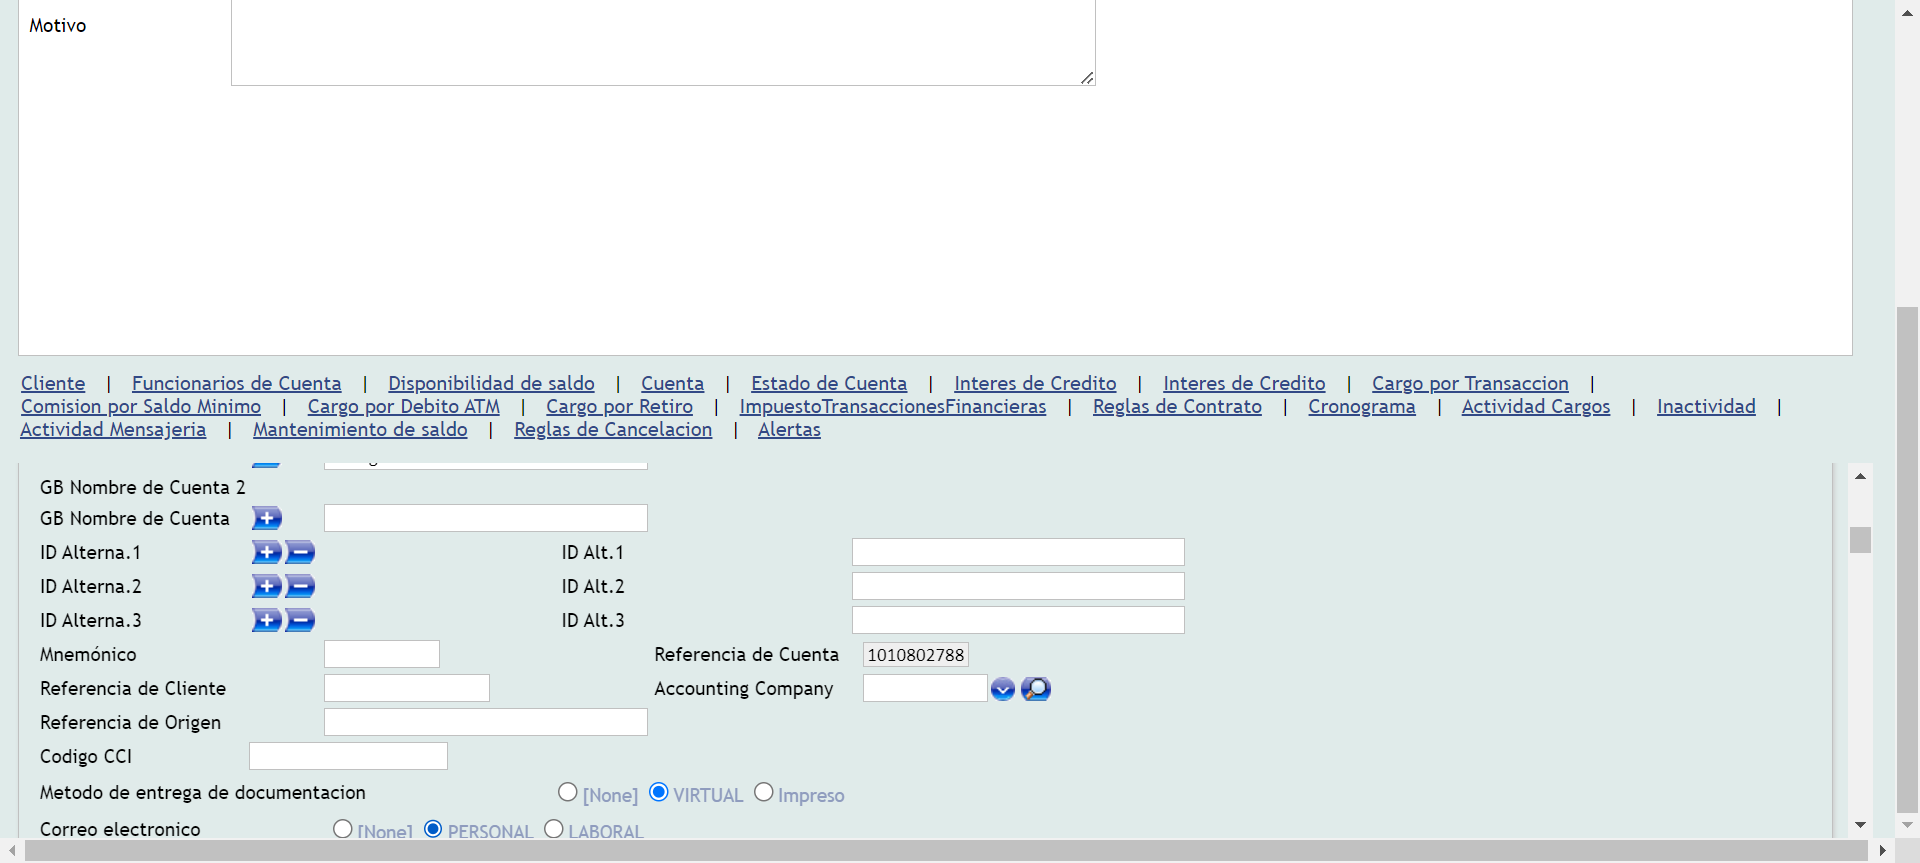 Motivo
Cliente | Funcionarios de Cuenta | Disponibilidad de saldo | Cuenta | Estado de Cuenta | Interes de Credito | Interes de Credito | Cargo por Transaccion |
Comision por Saldo Minimo | Cargo por Debito ATM | Cargo por Retiro | ImpuestoTransaccionesFinancieras | Reglas de Contrato | Cronograma | Actividad Cargos | Inactividad |
Actividad Mensajeria | Mantenimiento de saldo | Reglas de Cancelacion | Alertas
GB Nombre de Cuenta 2
GB Nombre de Cuenta
ID Alterna.1 ID Alt.1
ID Alterna.2 ID Alt.2
ID Alterna.3 ID Alt.3
Mnemónico Referencia de Cuenta 1010802788
Referencia de Cliente Accounting Company
Referencia de Origen
Codigo CCI
Metodo de entrega de documentacion [None] VIRTUAL Impreso
Correo electronico [None] PERSONAL LABORAL